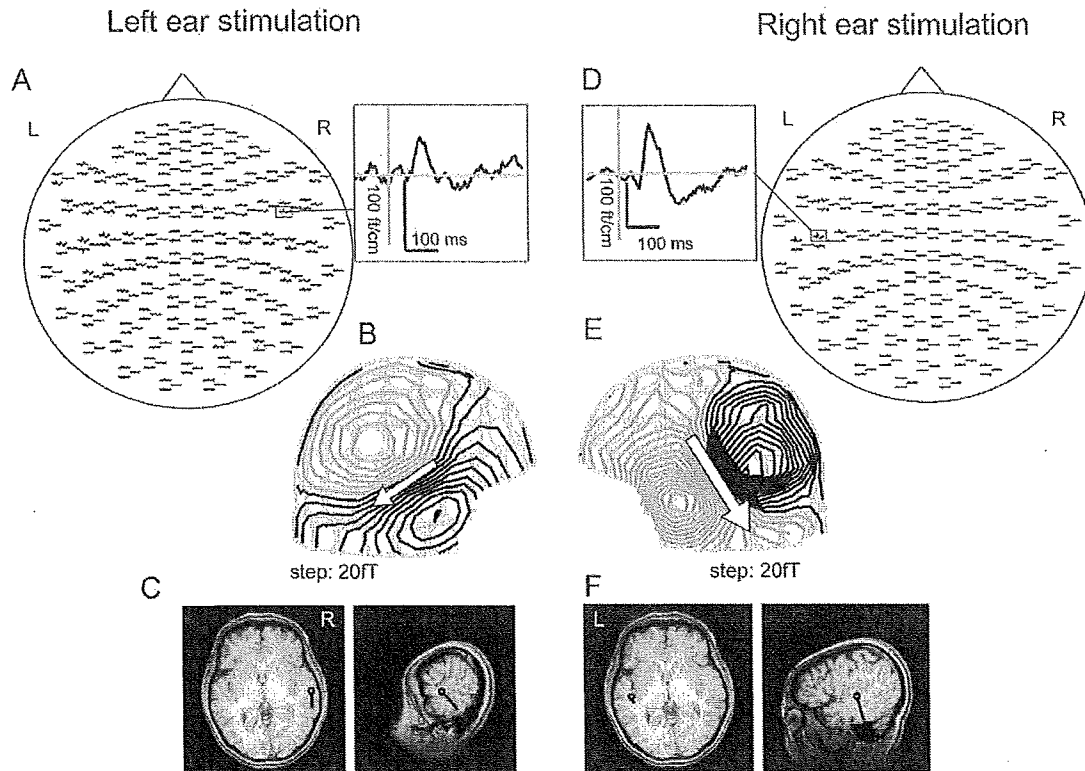 Left ear stimulation
Right ear stimulation
A
L
R
100 ft/cm
100 ms
D
L
R
100 ft/cm
100 ms
B
step: 20fT
E
step: 20fT
C
R
F
L